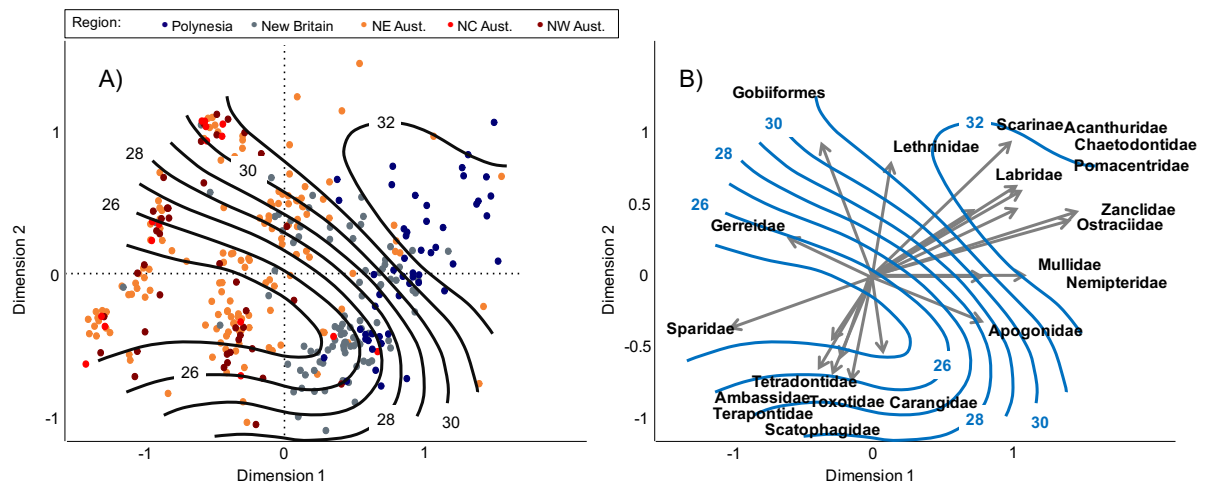 Region: Polynesia New Britain NE Aust. NC Aust. NW Aust.
A)
32
30
28
26
26
28
30
1
0
-1
-1 0 1
Dimension 2
Dimension 1
B)
Gobiiformes
30
32
Scarinae
Acanthuridae
Chaetodontidae
Pomacentridae
Lethrinidae
Labridae
28
26
Gerreidae
Zanclidae
Ostraciidae
Mullidae
Nemipteridae
Sparidae
Apogonidae
26
Tetradontidae
Ambassidae
Toxotidae
Carangidae
Terapontidae
Scatophagidae
28
30
1
0.5
0
-0.5
-1
-1 0 1
Dimension 2
Dimension 1